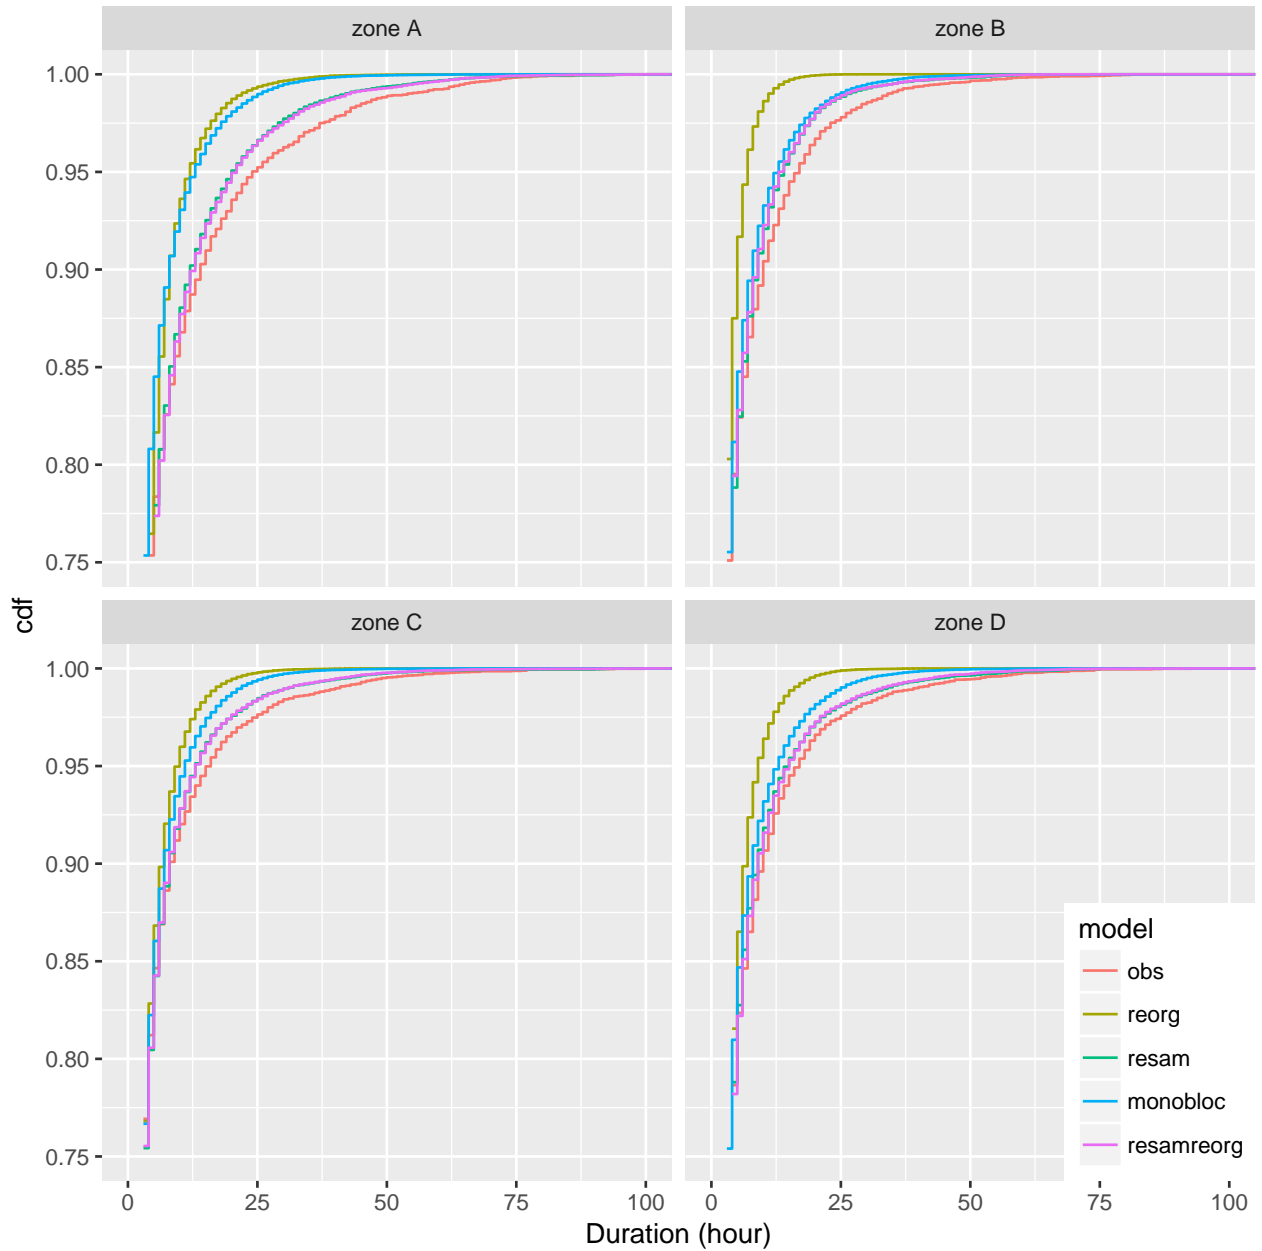 zone A
zone B
1.00
0.95
0.90
0.85
0.80
0.75
cdf
zone C
zone D
1.00
0.95
0.90
0.85
0.80
0.75
model
obs
reorg
resam
monobloc
resamreorg
0 25 50 75 100
0 25 50 75 100
Duration (hour)